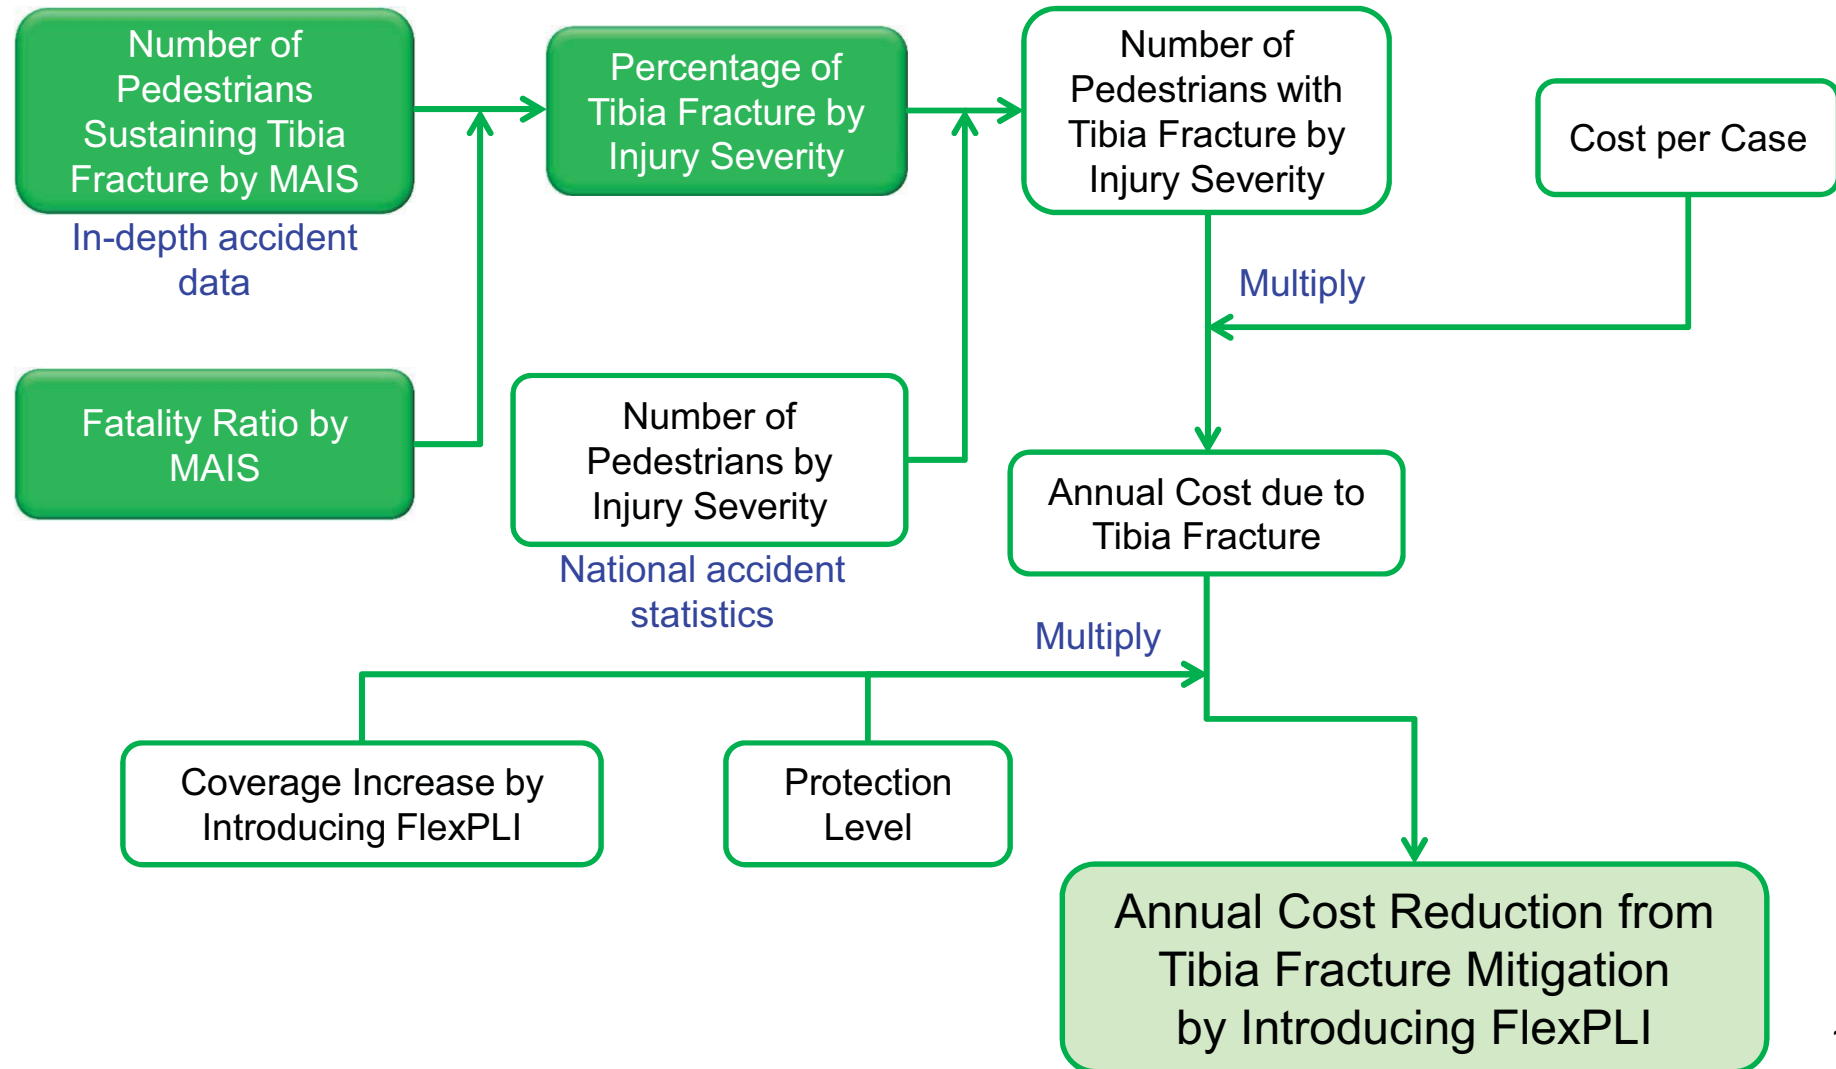 Number of
Pedestrians
Sustaining Tibia
Fracture by MAIS
In-depth accident
data
Percentage of
Tibia Fracture by
Injury Severity
Number of
Pedestrians with
Tibia Fracture by
Injury Severity
Cost per Case
Multiply
Fatality Ratio by
MAIS
Number of
Pedestrians by
Injury Severity
National accident
statistics
Annual Cost due to
Tibia Fracture
Multiply
Coverage Increase by
Introducing FlexPLI
Protection
Level
Annual Cost Reduction from
Tibia Fracture Mitigation
by Introducing FlexPLI